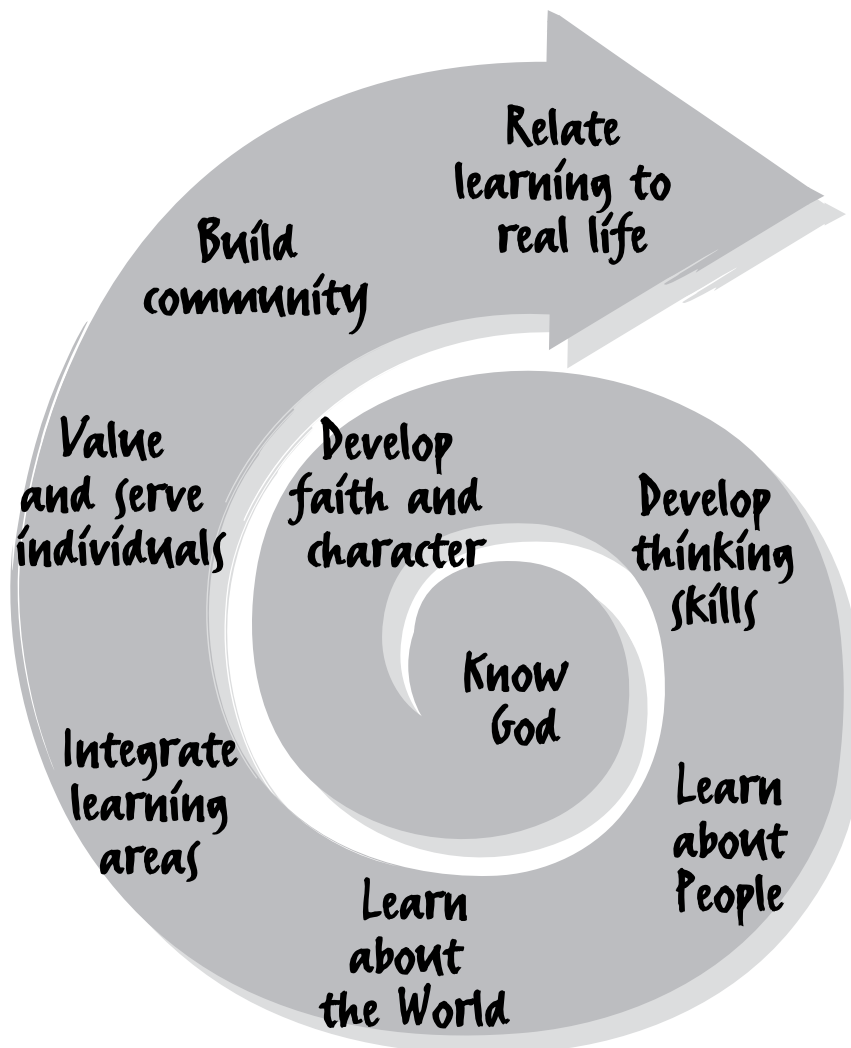 Relate
learning to
real life
Build
community
Value
and serve
individuals
Develop
faith and
character
Develop
thinking
skills
Know
God
Integrate
learning
areas
Learn
about
People
Learn
about
the World